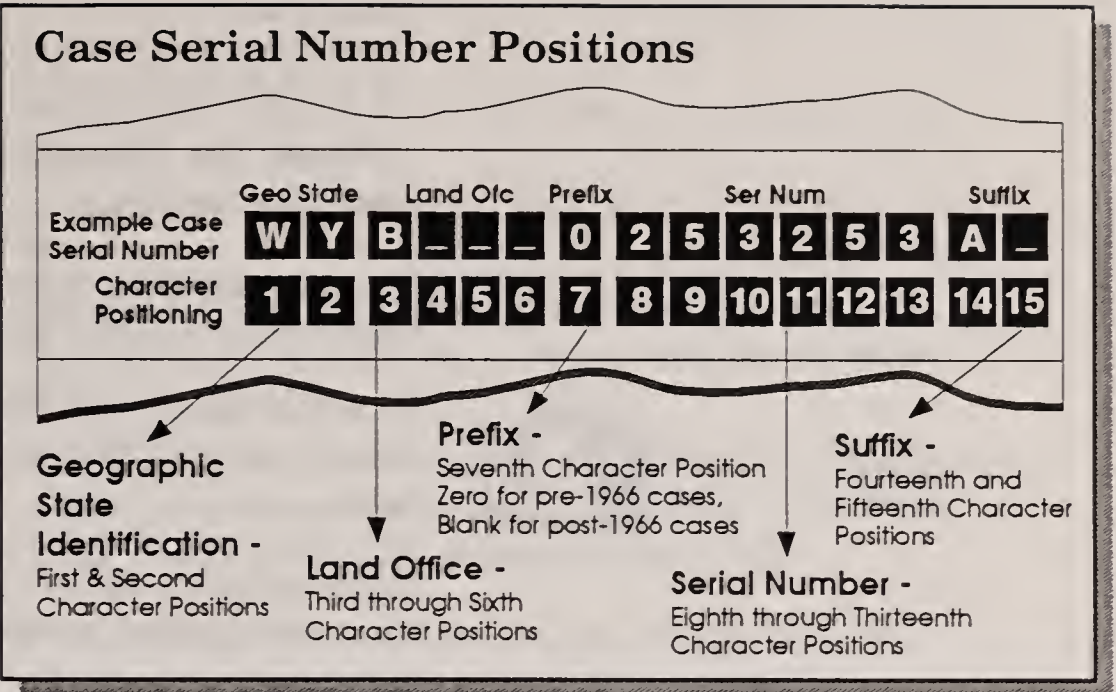 Case Serial Number Positions
Geo State Land Ofc Prefix Ser Num Suffix
Example Case
Serial Number
W Y B _ _ _ 0 2 5 3 2 5 3 A _
Character
Positioning
1 2 3 4 5 6 7 8 9 10 11 12 13 14 15
Geographic
State
Identification -
First & Second
Character Positions
Land Office -
Third through Sixth
Character Positions
Prefix -
Seventh Character Position
Zero for pre-1966 cases,
Blank for post-1966 cases
Serial Number -
Eighth through Thirteenth
Character Positions
Suffix -
Fourteenth and
Fifteenth Character
Positions